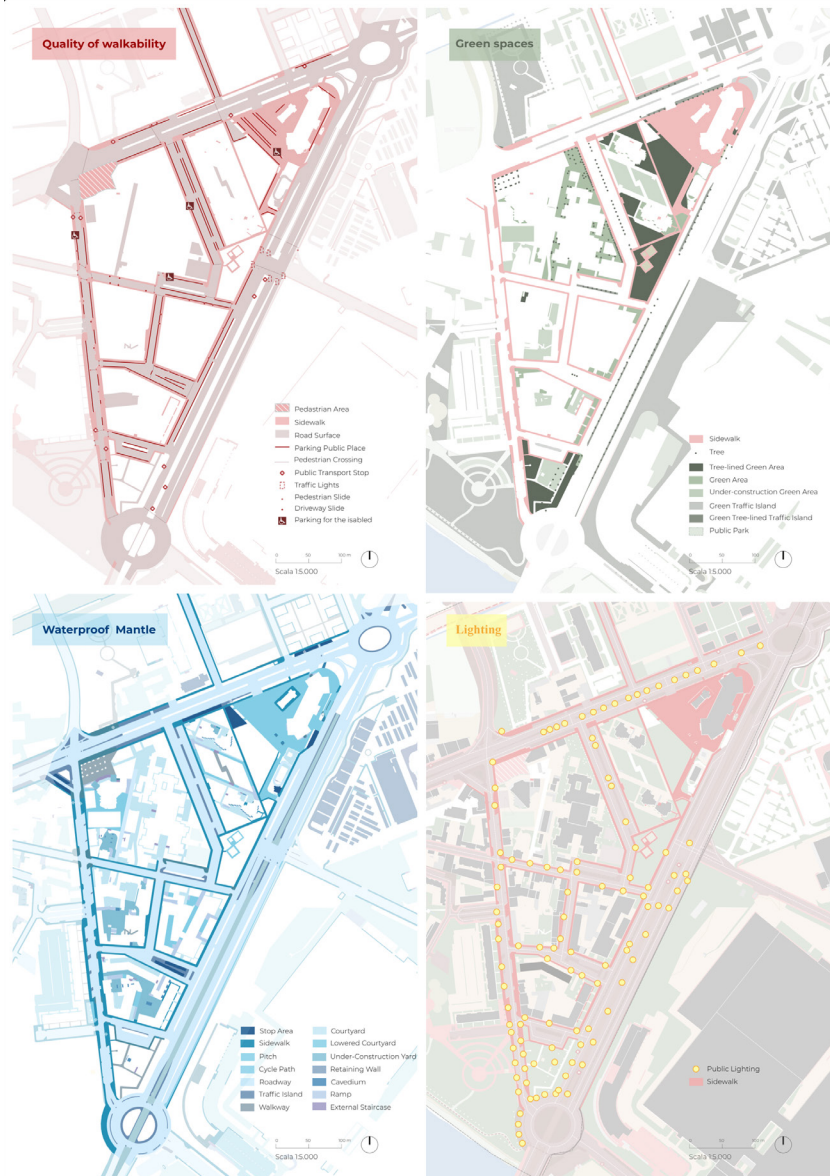 Quality of walkability
Pedastrian Area
Sidewalk
Road Surface
Parking Public Place
Pedestrian Crossing
Public Transport Stop
Traffic Lights
Pedestrian Slide
Driveway Slide
Parking for the isabled
0 50 100 m
Scala 1:5.000
Green spaces
Sidewalk
Tree
Tree-lined Green Area
Green Area
Under-construction Green Area
Green Traffic Island
Green Tree-lined Traffic Island
Public Park
0 50 100
Scala 1:5.000
Waterproof Mantle
Stop Area
Sidewalk
Pitch
Cycle Path
Roadway
Traffic Island
Walkway
Courtyard
Lowered Courtyard
Under-Construction Yard
Retaining Wall
Cavedium
Ramp
External Staircase
0 50 100 m
Scala 1:5.000
Lighting
Public Lighting
Sidewalk
0 50 100 m
Scala 1:5.000